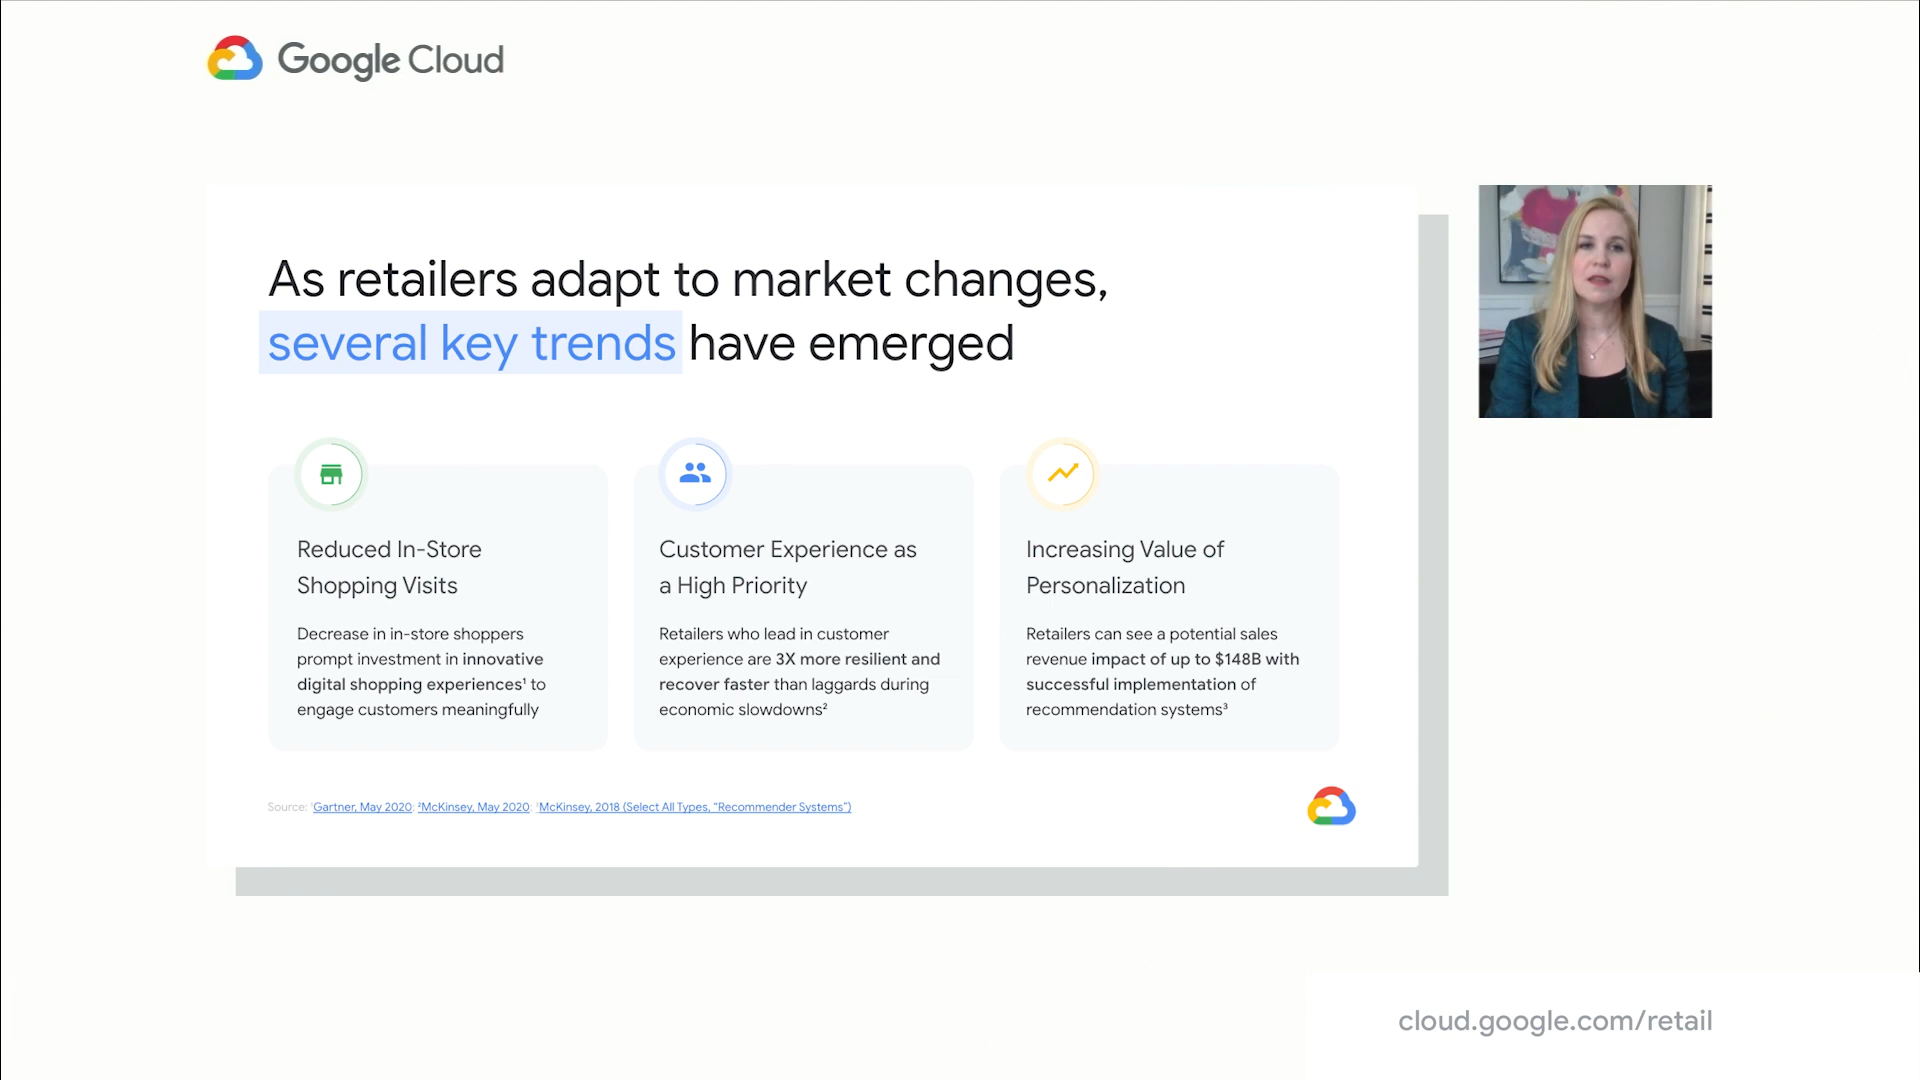 Google Cloud
As retailers adapt to market changes,
several key trends have emerged
Reduced In-Store
Shopping Visits
Decrease in in-store shoppers
prompt investment in innovative
digital shopping experiences¹ to
engage customers meaningfully
Customer Experience as
a High Priority
Retailers who lead in customer
experience are 3X more resilient and
recover faster than laggards during
economic slowdowns²
Increasing Value of
Personalization
Retailers can see a potential sales
revenue impact of up to $148B with
successful implementation of
recommendation systems³
Source: ¹Gartner, May 2020; ²McKinsey, May 2020; ³McKinsey, 2018 (Select All Types, “Recommender Systems”)
cloud.google.com/retail